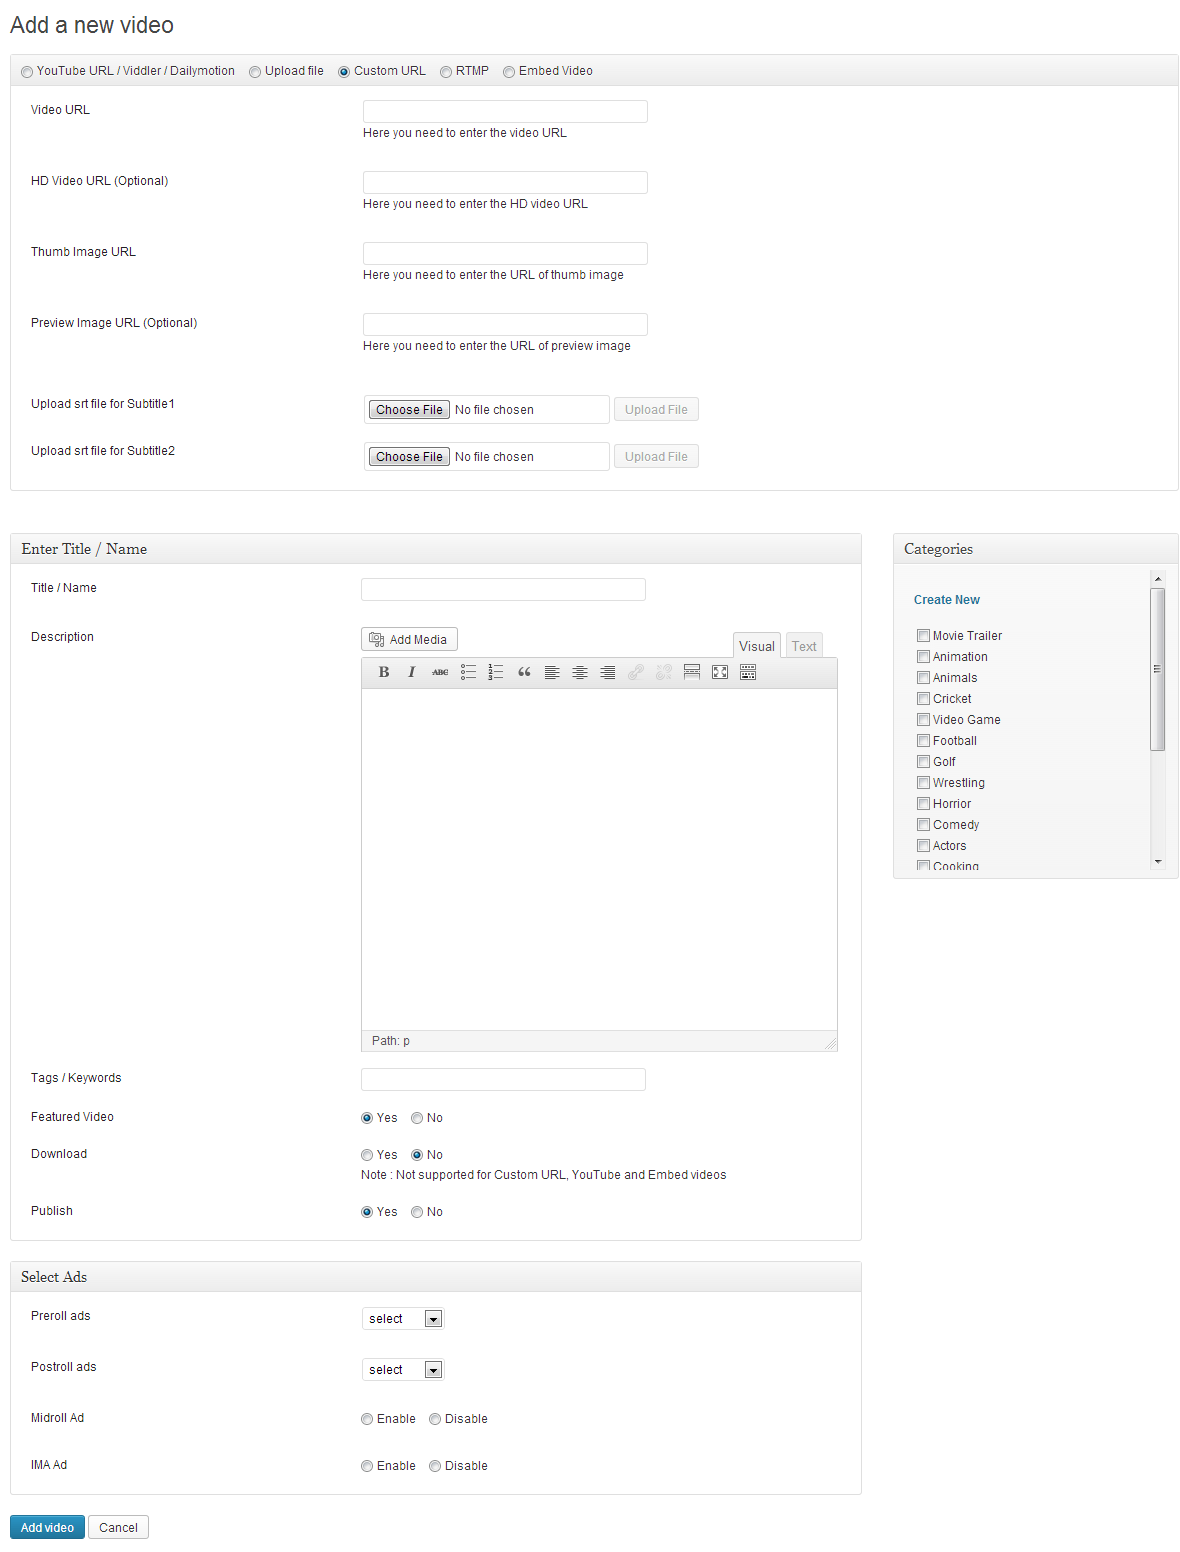 Add a new video
YouTube URL / Viddler / Dailymotion Upload file Custom URL RTMP Embed Video
Video URL
Here you need to enter the video URL
HD Video URL (Optional)
Here you need to enter the HD video URL
Thumb Image URL
Here you need to enter the URL of thumb image
Preview Image URL (Optional)
Here you need to enter the URL of preview image
Upload srt file for Subtitle1 Choose File No file chosen Upload File
Upload srt file for Subtitle2 Choose File No file chosen Upload File
Enter Title / Name
Title / Name
Description Add Media Visual Text
B I ABC
Path: p
Tags / Keywords
Featured Video Yes No
Download Yes No
Note : Not supported for Custom URL, YouTube and Embed videos
Publish Yes No
Categories
Create New
Movie Trailer
Animation
Animals
Cricket
Video Game
Football
Golf
Wrestling
Horrior
Comedy
Actors
Cooking
Select Ads
Preroll ads select
Postroll ads select
Midroll Ad Enable Disable
IMA Ad Enable Disable
Add video Cancel